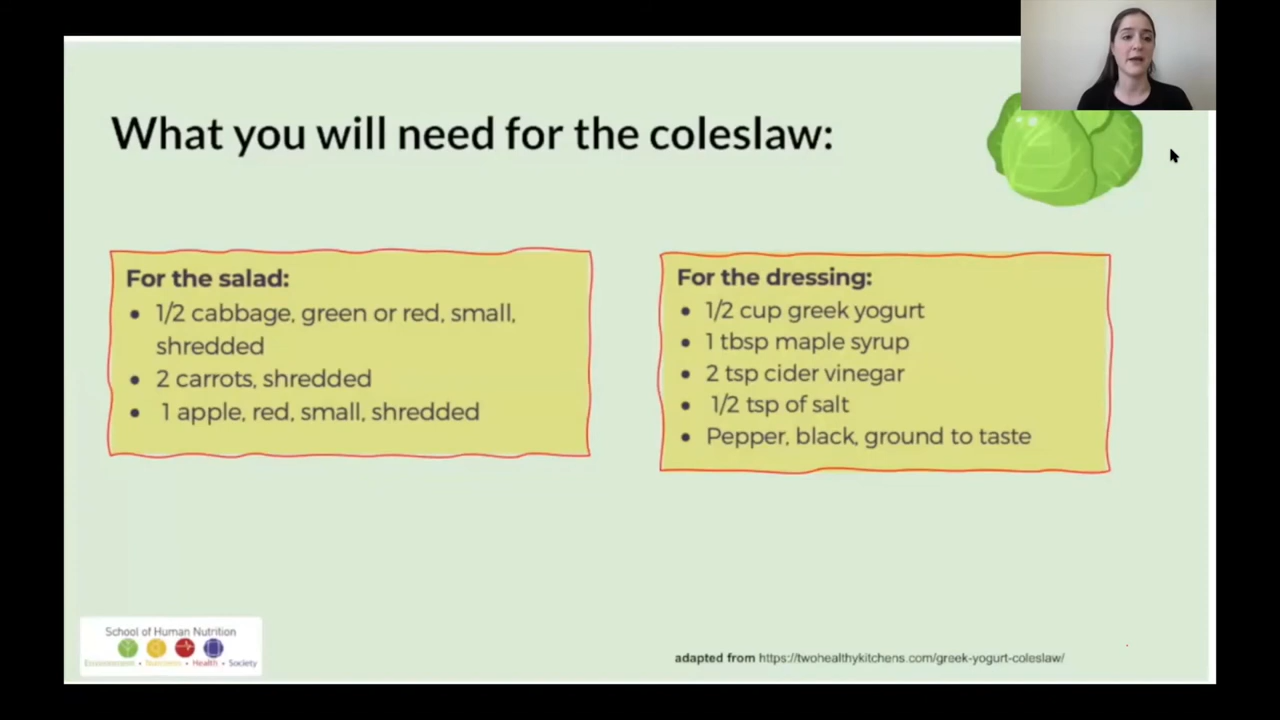 What you will need for the coleslaw:
For the salad:
• 1/2 cabbage, green or red, small,
shredded
• 2 carrots, shredded
• 1 apple, red, small, shredded
For the dressing:
• 1/2 cup greek yogurt
• 1 tbsp maple syrup
• 2 tsp cider vinegar
• 1/2 tsp of salt
• Pepper, black, ground to taste
School of Human Nutrition
Environment • Nutrition • Health • Society
adapted from https://twohealthykitchens.com/greek-yogurt-coleslaw/